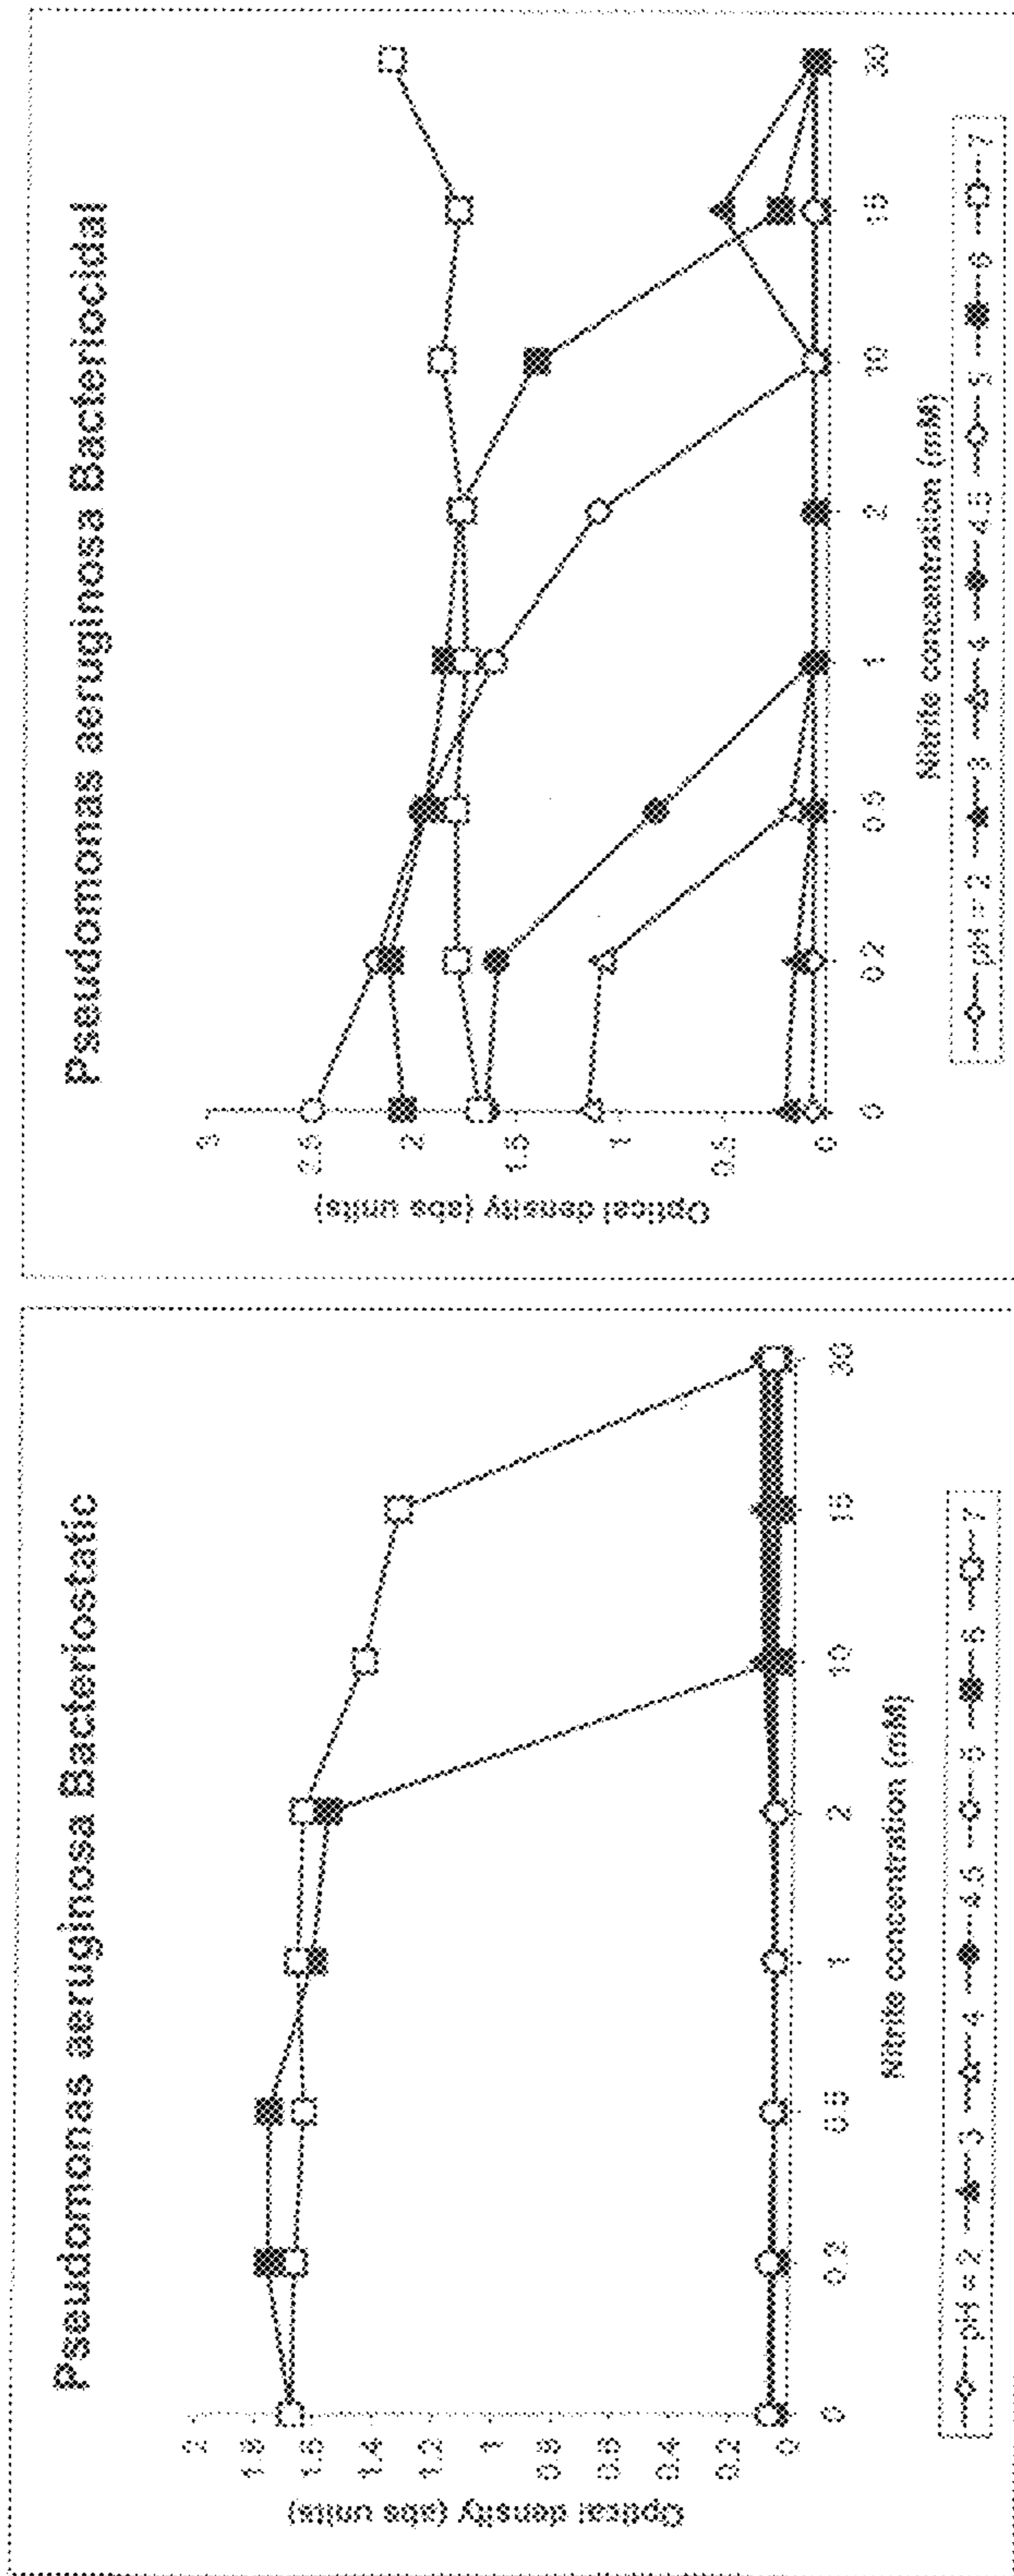 Pseudomonas aeruginosa Bacteriostatic
Optical density (abs units)
2
1.8
1.6
1.4
1.2
1
0.8
0.6
0.4
0.2
0
0 0.2 0.5 1 2 10 15 30
Nitrite concentration (mM)
pH = 2 3 4 4.5 5 6 7
Pseudomonas aeruginosa Bacteriocidal
Optical density (abs units)
3
2.5
2
1.5
1
0.5
0
0 0.2 0.5 1 2 10 15 30
Nitrite concentration (mM)
pH = 2 3 4 4.5 5 6 7